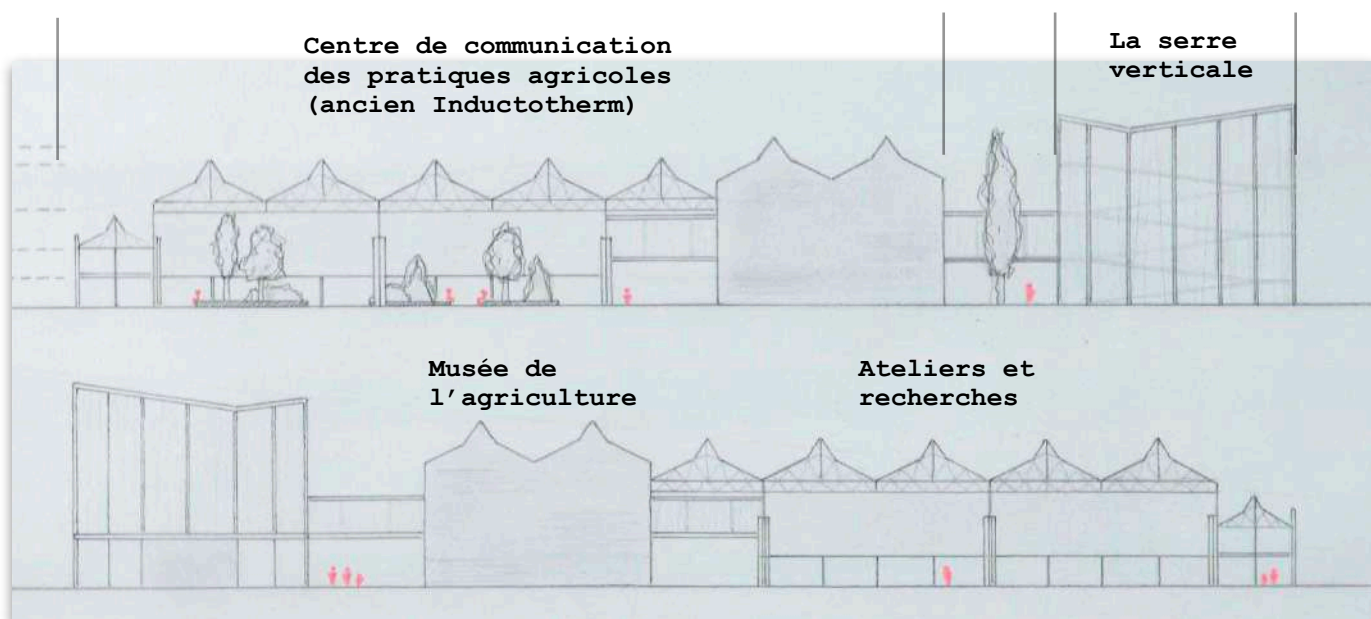 Centre de communication
des pratiques agricoles
(ancien Inductotherm)
La serre
verticale
Musée de
l'agriculture
Ateliers et
recherches